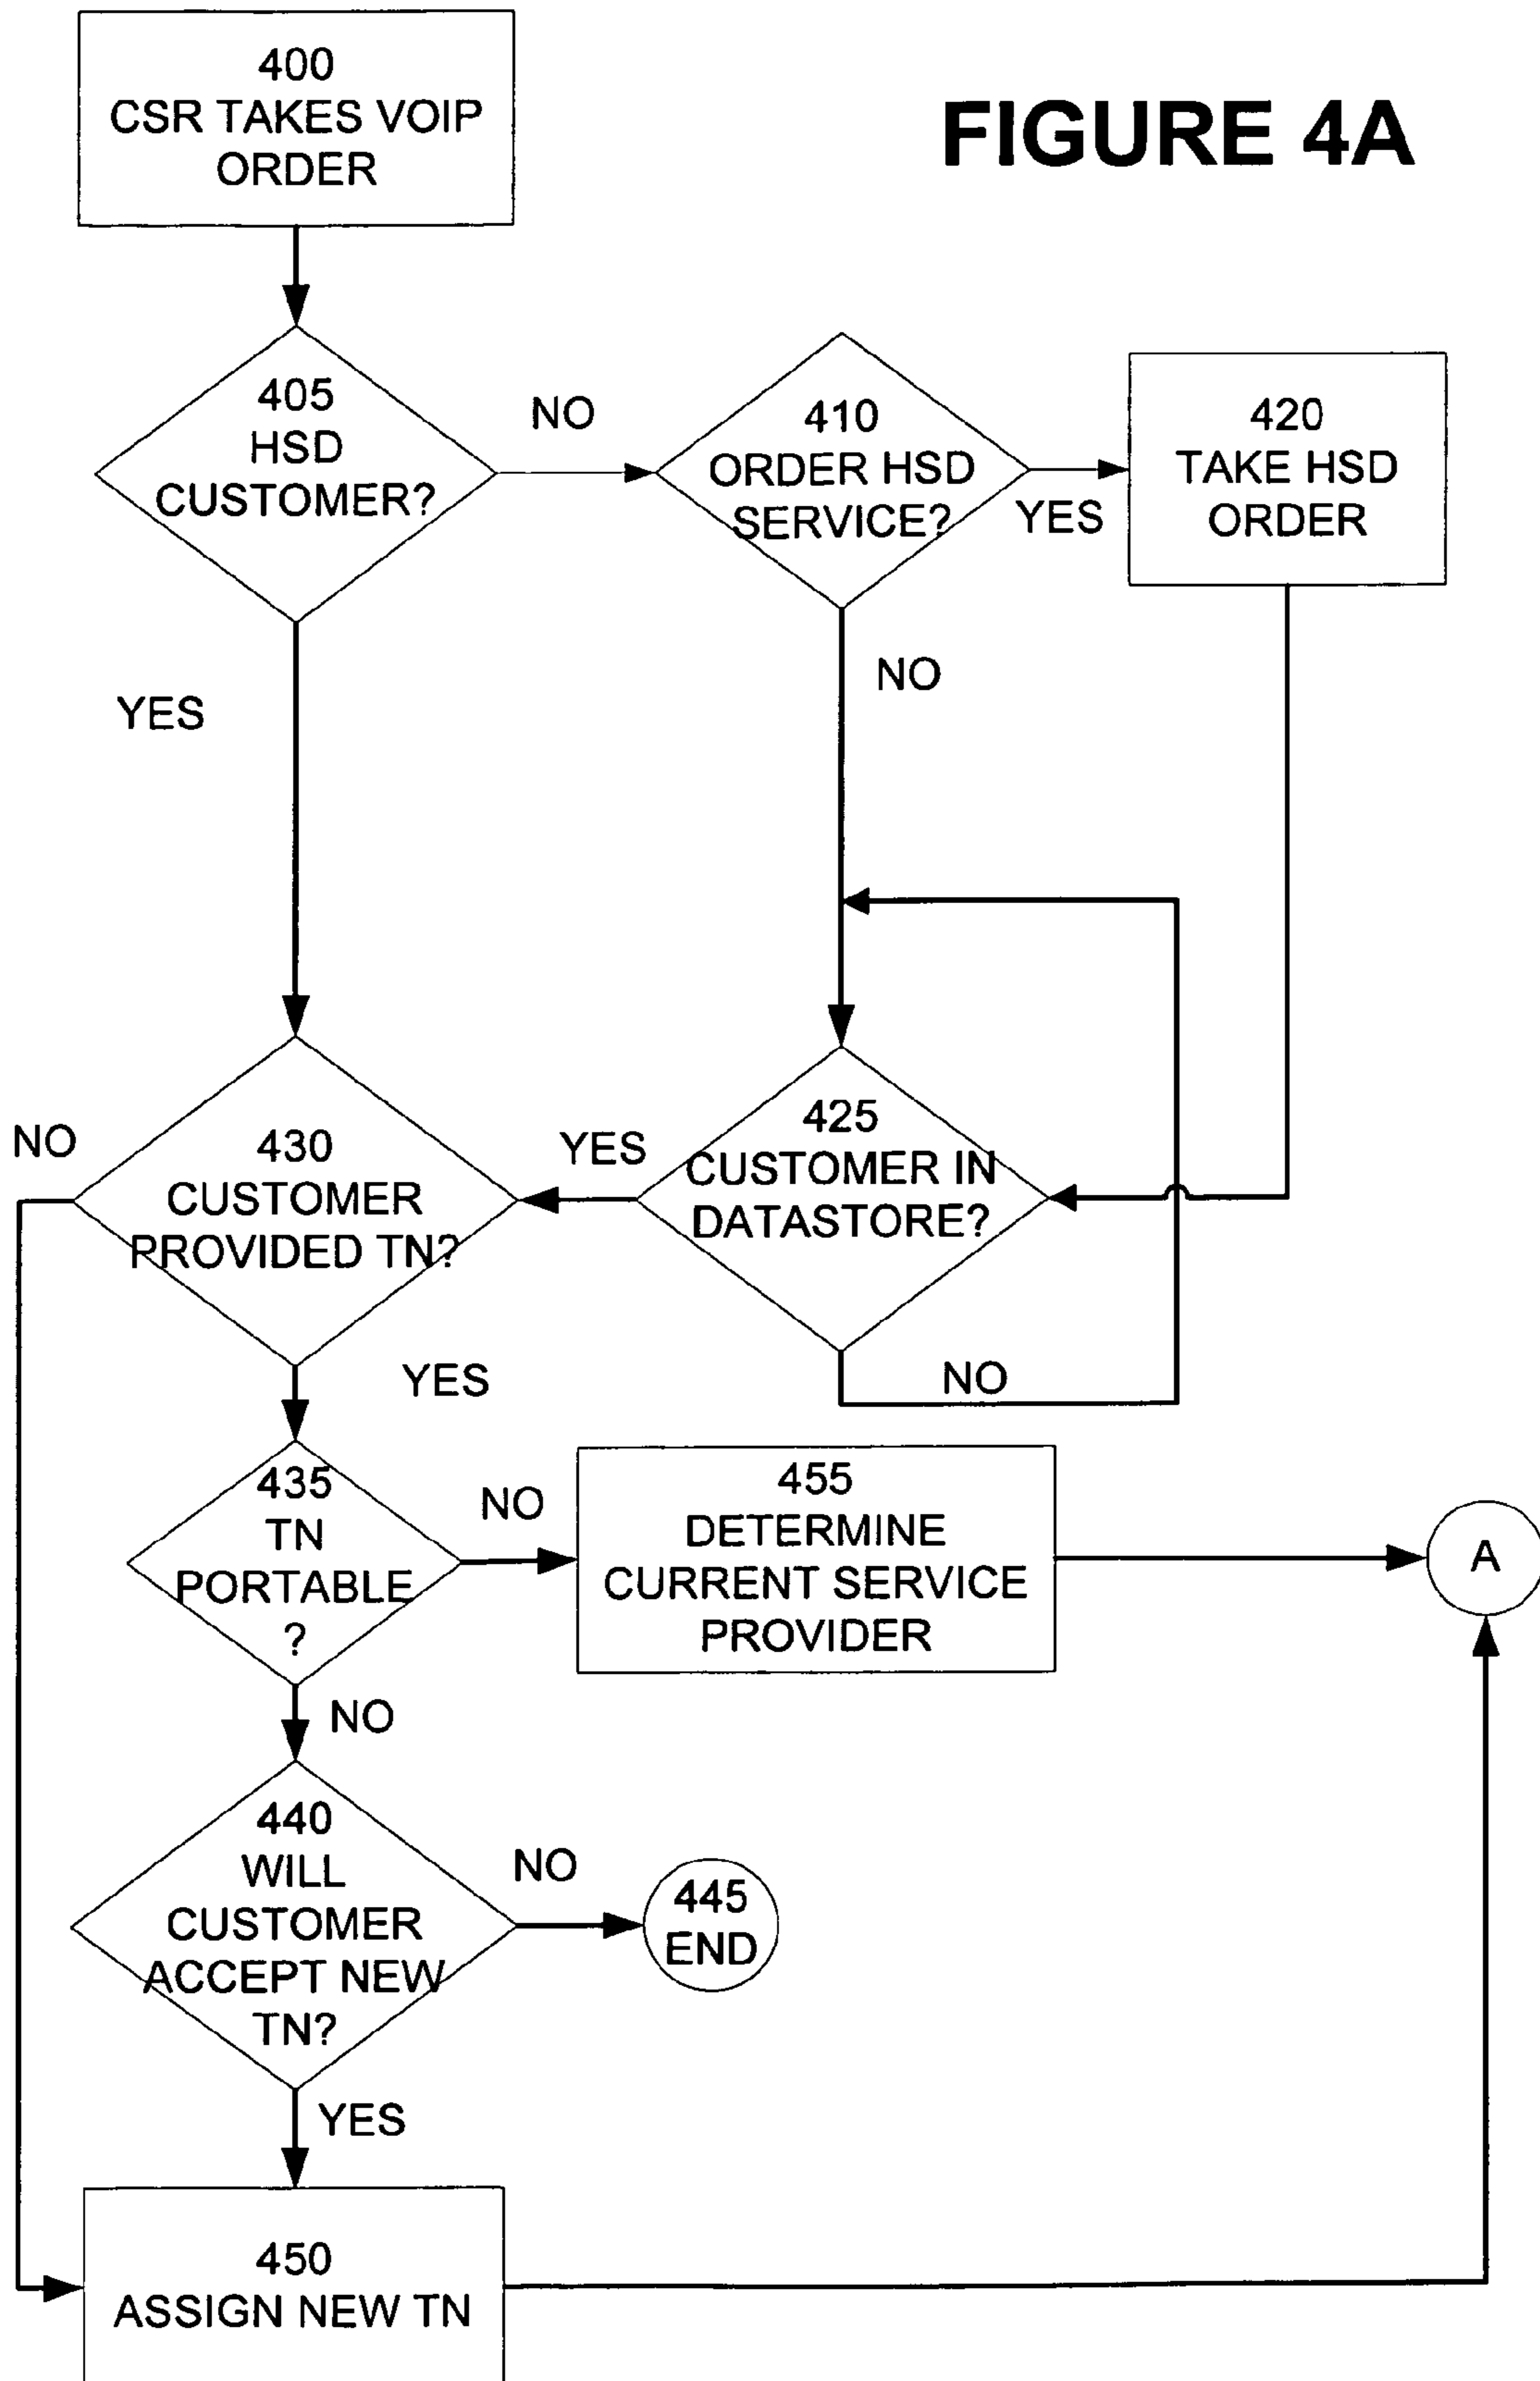 FIGURE 4A
400
CSR TAKES VOIP
ORDER
405
HSD
CUSTOMER?
NO
410
ORDER HSD
SERVICE?
YES
420
TAKE HSD
ORDER
YES
NO
NO
430
CUSTOMER
PROVIDED TN?
YES
425
CUSTOMER IN
DATASTORE?
NO
YES
435
TN
PORTABLE
?
NO
455
DETERMINE
CURRENT SERVICE
PROVIDER
A
NO
440
WILL
CUSTOMER
ACCEPT NEW
TN?
NO
445
END
YES
450
ASSIGN NEW TN